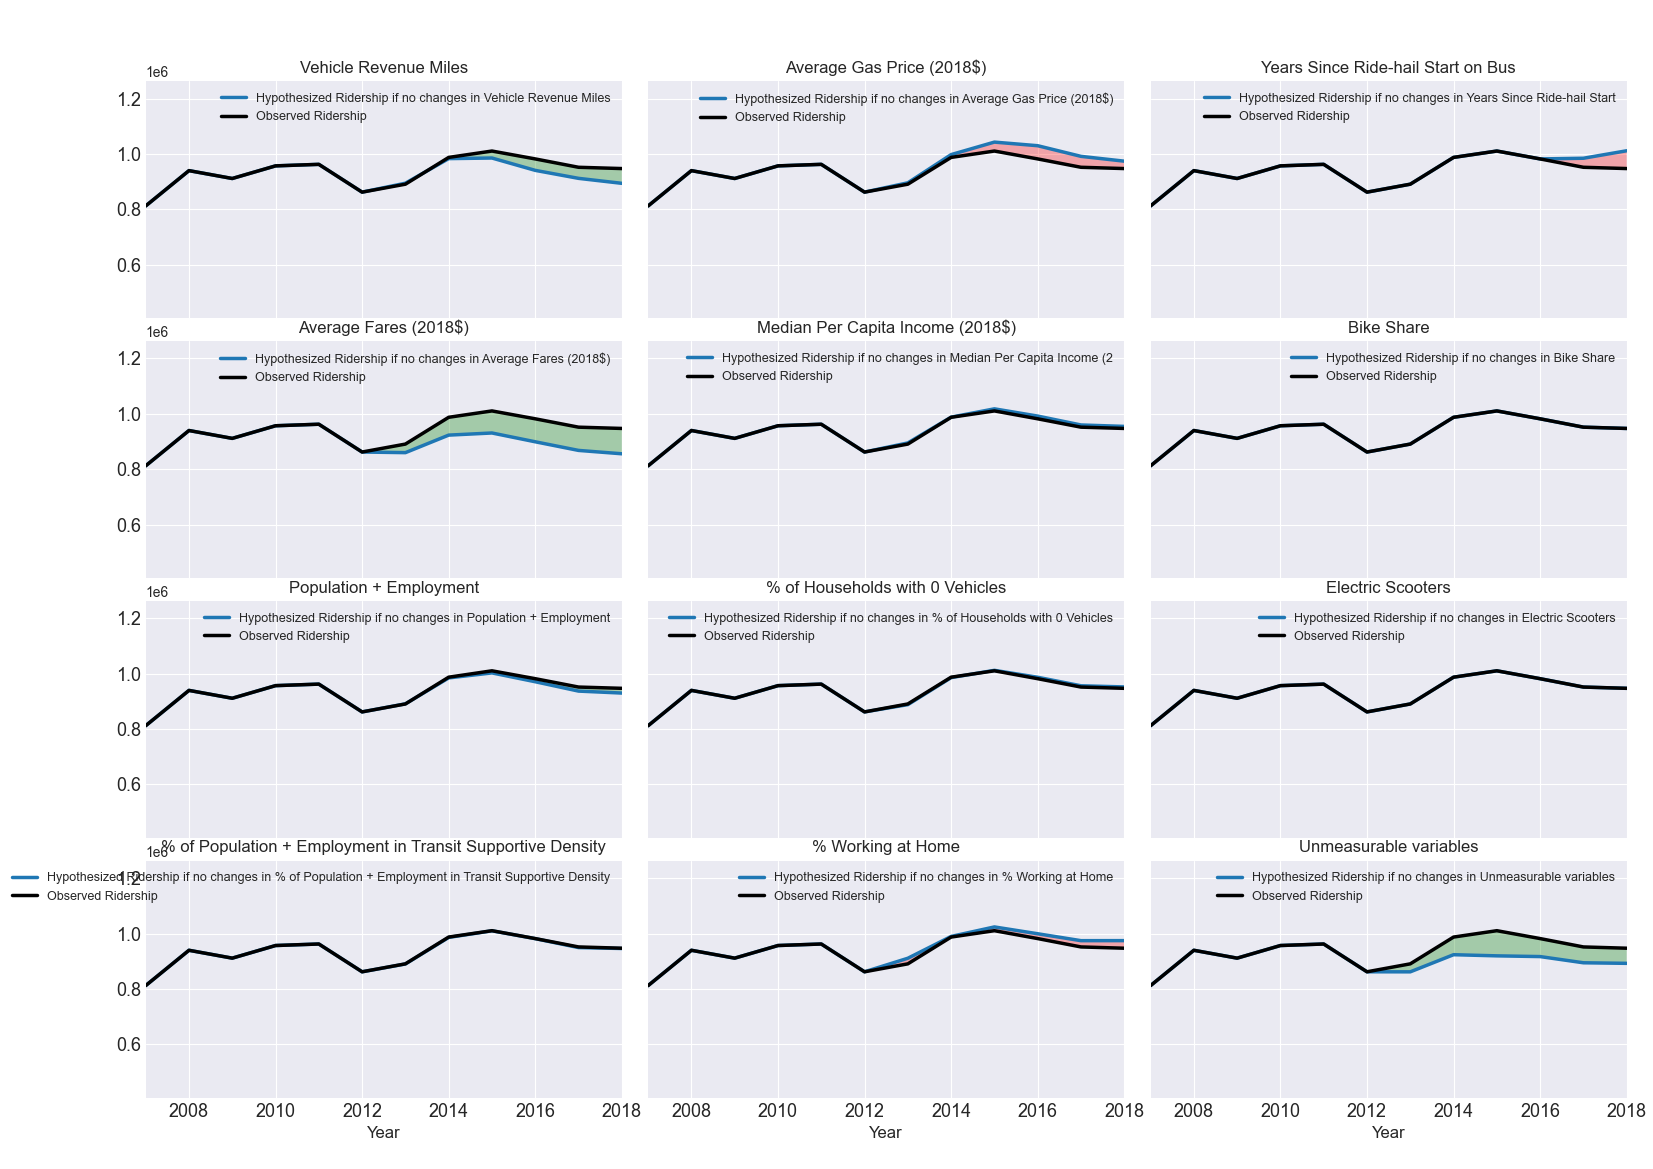 Vehicle Revenue Miles
1e6
Hypothesized Ridership if no changes in Vehicle Revenue Miles
Observed Ridership
1.2
1.0
0.8
0.6
Average Gas Price (2018$)
Hypothesized Ridership if no changes in Average Gas Price (2018$)
Observed Ridership
Years Since Ride-hail Start on Bus
Hypothesized Ridership if no changes in Years Since Ride-hail Start
Observed Ridership
Average Fares (2018$)
1e6
Hypothesized Ridership if no changes in Average Fares (2018$)
Observed Ridership
1.2
1.0
0.8
0.6
Median Per Capita Income (2018$)
Hypothesized Ridership if no changes in Median Per Capita Income (2
Observed Ridership
Bike Share
Hypothesized Ridership if no changes in Bike Share
Observed Ridership
Population + Employment
1e6
Hypothesized Ridership if no changes in Population + Employment
Observed Ridership
1.2
1.0
0.8
0.6
% of Households with 0 Vehicles
Hypothesized Ridership if no changes in % of Households with 0 Vehicles
Observed Ridership
Electric Scooters
Hypothesized Ridership if no changes in Electric Scooters
Observed Ridership
% of Population + Employment in Transit Supportive Density
1e6
Hypothesized Ridership if no changes in % of Population + Employment in Transit Supportive Density
Observed Ridership
1.2
1.0
0.8
0.6
2008 2010 2012 2014 2016 2018
Year
% Working at Home
Hypothesized Ridership if no changes in % Working at Home
Observed Ridership
2008 2010 2012 2014 2016 2018
Year
Unmeasurable variables
Hypothesized Ridership if no changes in Unmeasurable variables
Observed Ridership
2008 2010 2012 2014 2016 2018
Year